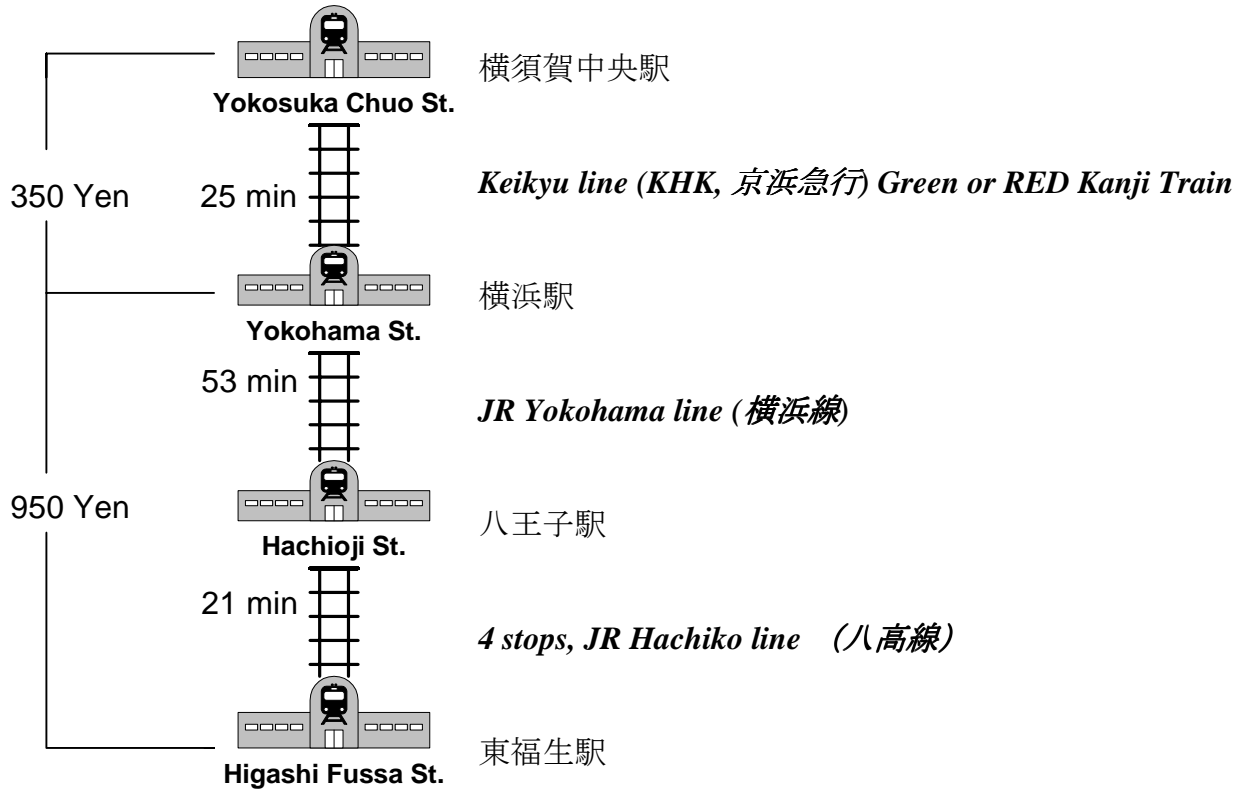 横須賀中央駅
Yokosuka Chuo St.
350 Yen
25 min
Keikyu line (KHK, 京浜急行) Green or RED Kanji Train
横浜駅
Yokohama St.
53 min
JR Yokohama line (横浜線)
950 Yen
八王子駅
Hachioji St.
21 min
4 stops, JR Hachiko line （八高線）
東福生駅
Higashi Fussa St.